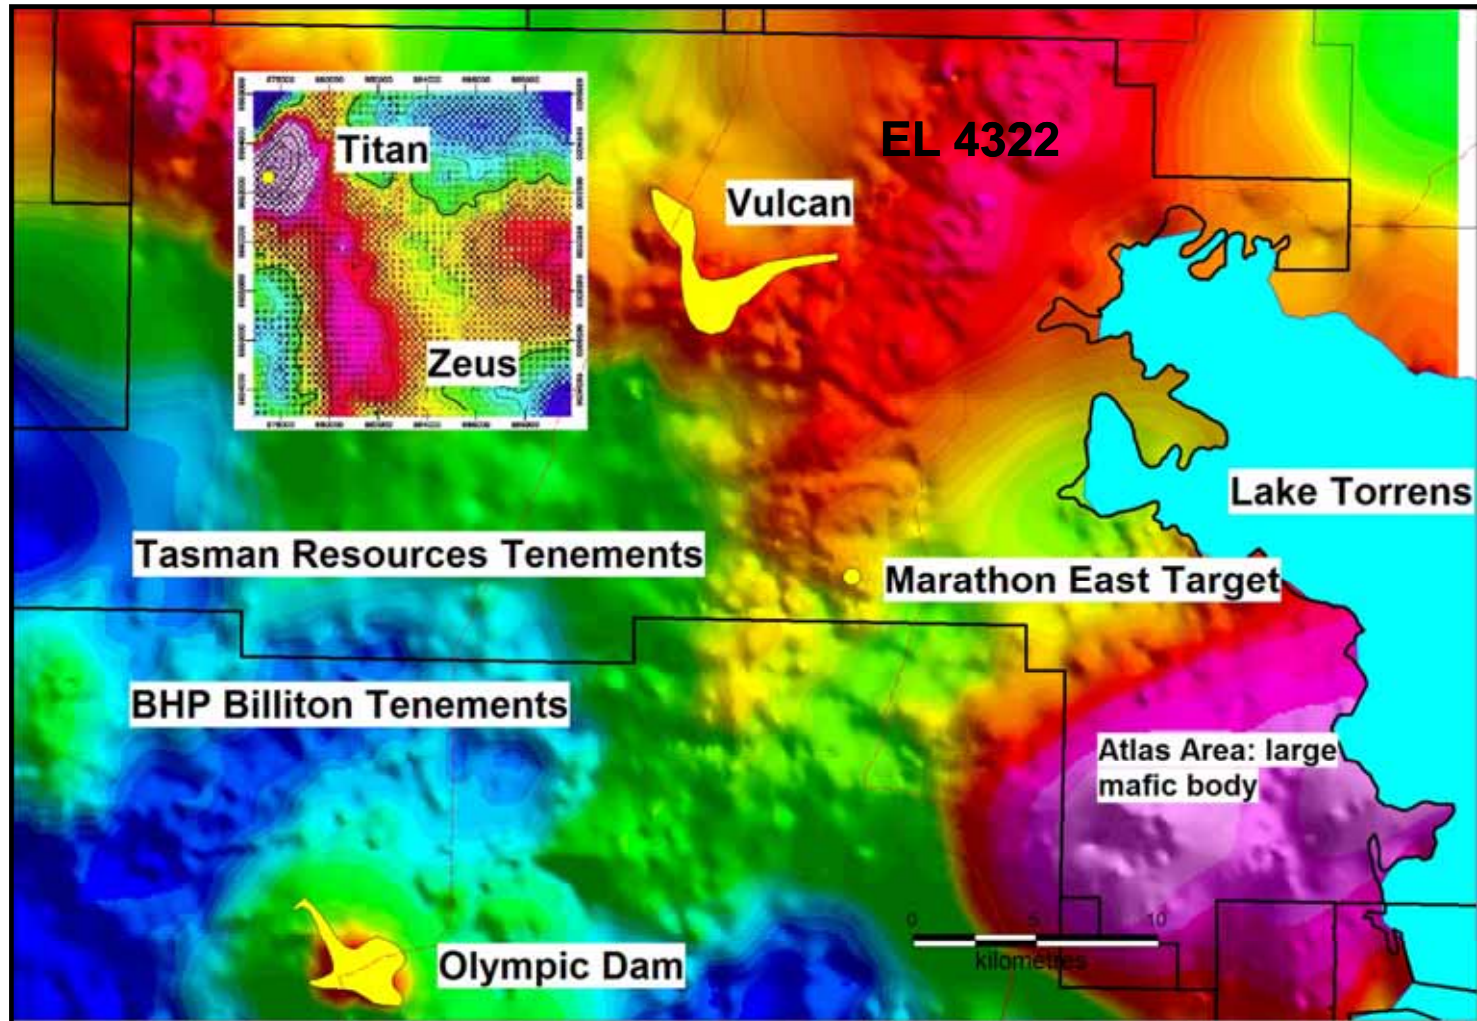 Titan
EL 4322
Vulcan
Zeus
Lake Torrens
Tasman Resources Tenements
Marathon East Target
BHP Billiton Tenements
Atlas Area: large
mafic body
0 5 10
kilometres
Olympic Dam